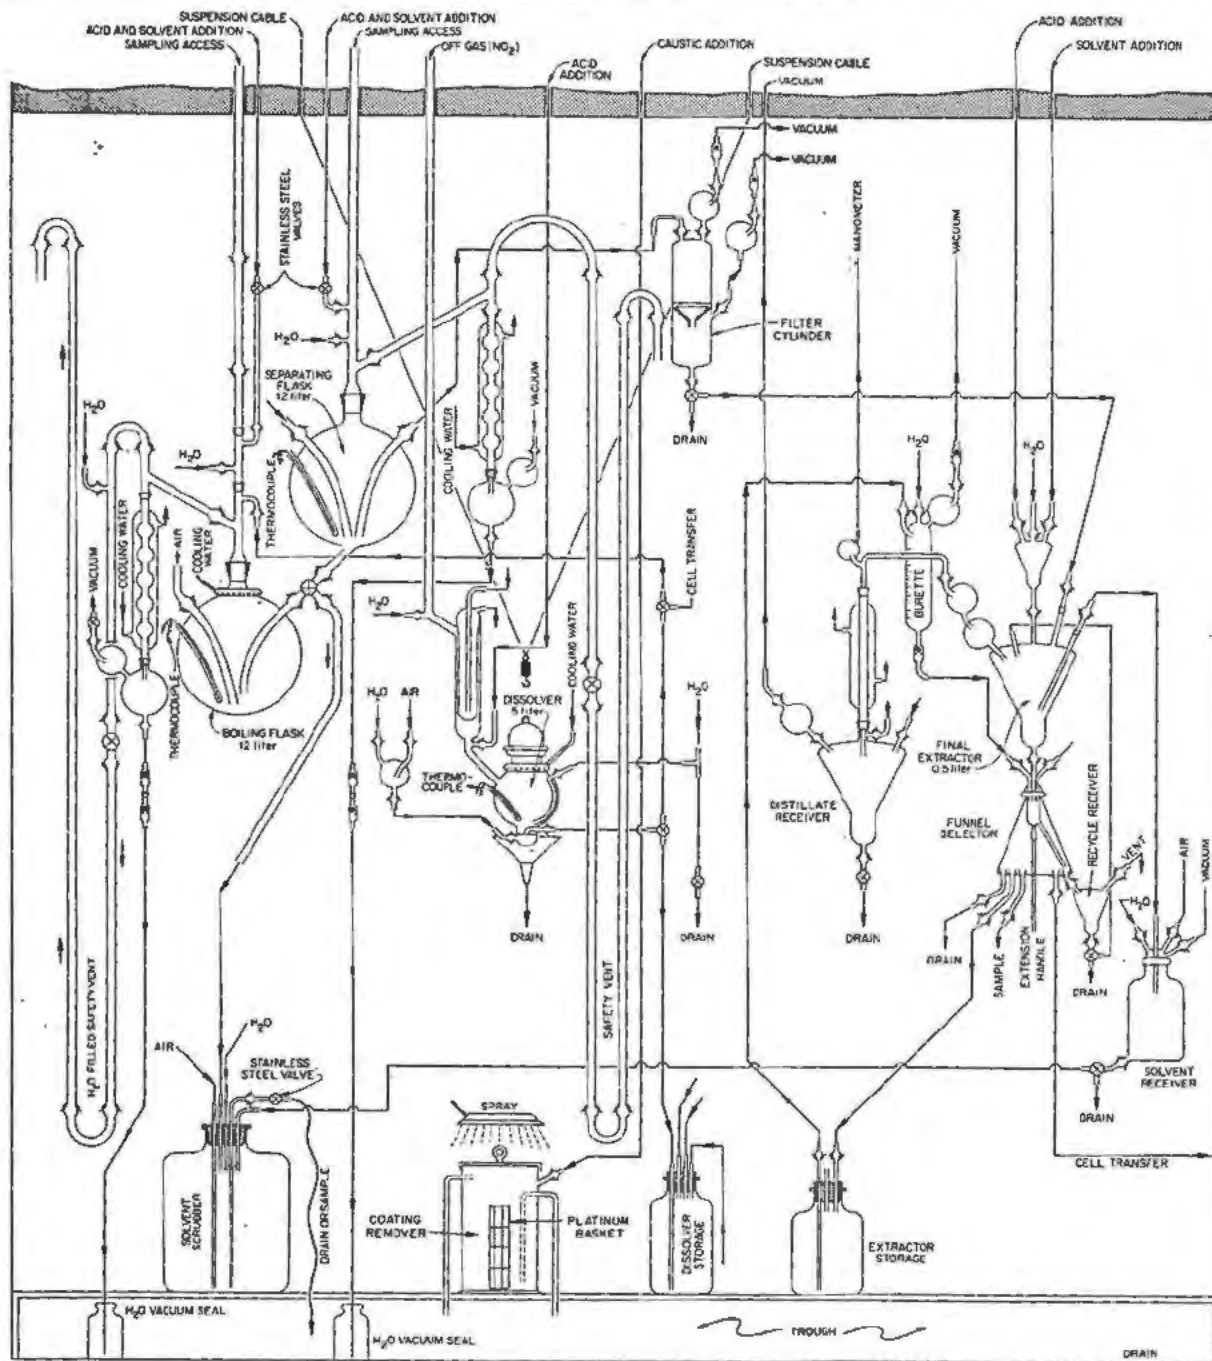 SUSPENSION CABLE
ACID AND SOLVENT ADDITION
SAMPLING ACCESS
ACID AND SOLVENT ADDITION
SAMPLING ACCESS
OFF GAS (NO2)
ACID
ADDITION
CAUSTIC ADDITION
SUSPENSION CABLE
VACUUM
ACID ADDITION
SOLVENT ADDITION
VACUUM
VACUUM
STAINLESS STEEL
VALVES
MANOMETER
VACUUM
H2O
FILTER
CYLINDER
SEPARATING
FLASK
12 liter
DRAIN
H2O
COOLING WATER
VACUUM
H2O
H2O
H2O
THERMOCOUPLE
VACUUM
COOLING WATER
AIR
COOLING
WATER
CELL TRANSFER
BURETTE
H2O
COOLING WATER
H2O
AIR
DISSOLVER
5 liter
H2O
THERMOCOUPLE
BOILING FLASK
12 liter
THERMO-
COUPLE
FINAL
EXTRACTOR
0.5 liter
DISTILLATE
RECEIVER
FUNNEL
SELECTOR
RECYCLE RECEIVER
VENT
AIR
VACUUM
H2O
DRAIN
DRAIN
DRAIN
DRAIN
SAMPLE
EXTENSION
HANDLE
DRAIN
H2O FILLED SAFETY VENT
SAFETY VENT
AIR
H2O
STAINLESS
STEEL VALVE
SOLVENT
RECEIVER
DRAIN
SPRAY
CELL TRANSFER
SOLVENT
SCRUBBER
DRAIN OR SAMPLE
COATING
REMOVER
PLATINUM
BASKET
DISSOLVER
STORAGE
EXTRACTOR
STORAGE
H2O VACUUM SEAL
H2O VACUUM SEAL
TROUGH
DRAIN